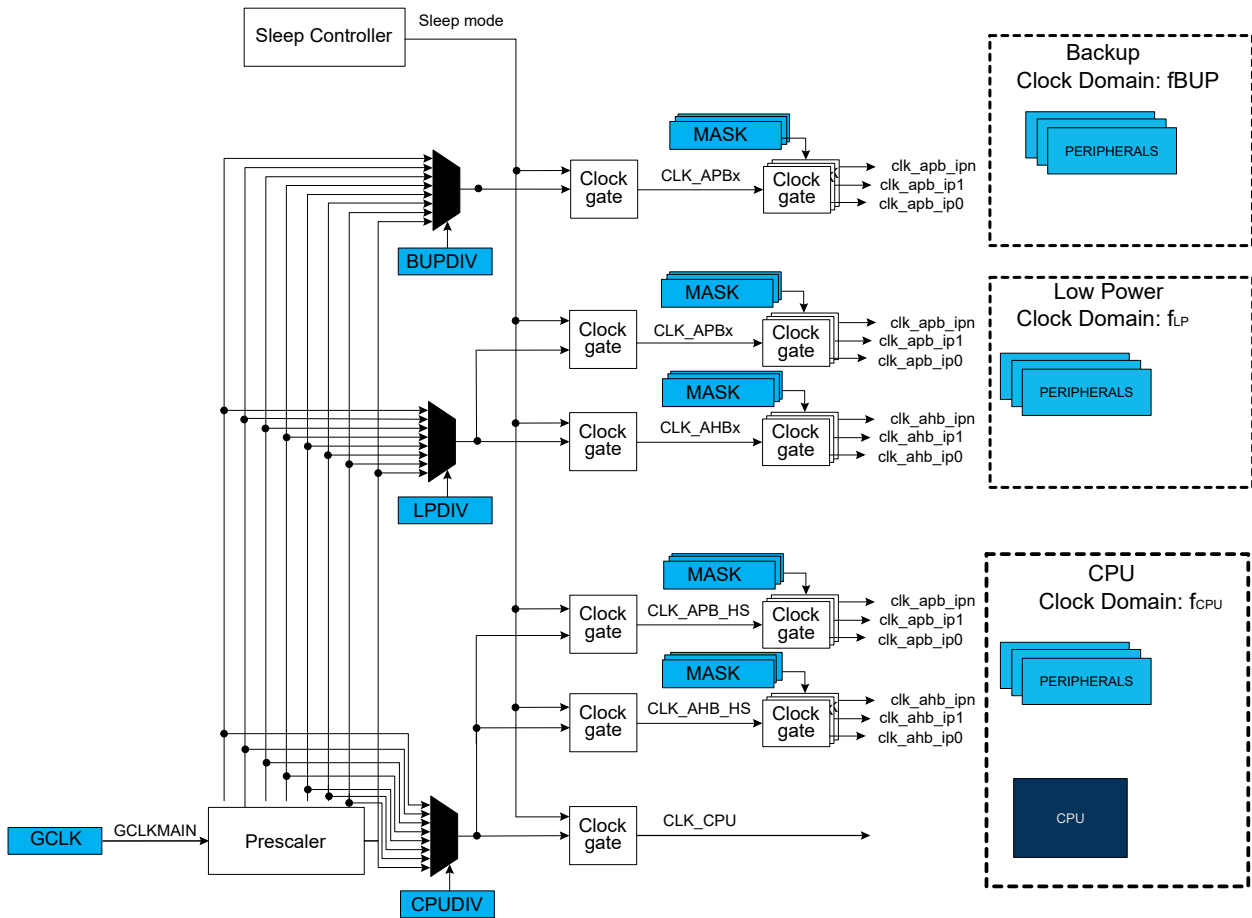 Sleep Controller
Sleep mode
Backup
Clock Domain: fBUP
PERIPHERALS
MASK
Clock gate
CLK_APBx
Clock gate
clk_apb_ipn
clk_apb_ip1
clk_apb_ip0
BUPDIV
Low Power
Clock Domain: fLP
PERIPHERALS
MASK
Clock gate
CLK_APBx
Clock gate
clk_apb_ipn
clk_apb_ip1
clk_apb_ip0
MASK
Clock gate
CLK_AHBx
Clock gate
clk_ahb_ipn
clk_ahb_ip1
clk_ahb_ip0
LPDIV
CPU
Clock Domain: fCPU
PERIPHERALS
MASK
Clock gate
CLK_APB_HS
Clock gate
clk_apb_ipn
clk_apb_ip1
clk_apb_ip0
MASK
Clock gate
CLK_AHB_HS
Clock gate
clk_ahb_ipn
clk_ahb_ip1
clk_ahb_ip0
CPU
GCLK
GCLKMAIN
Prescaler
Clock gate
CLK_CPU
CPUDIV